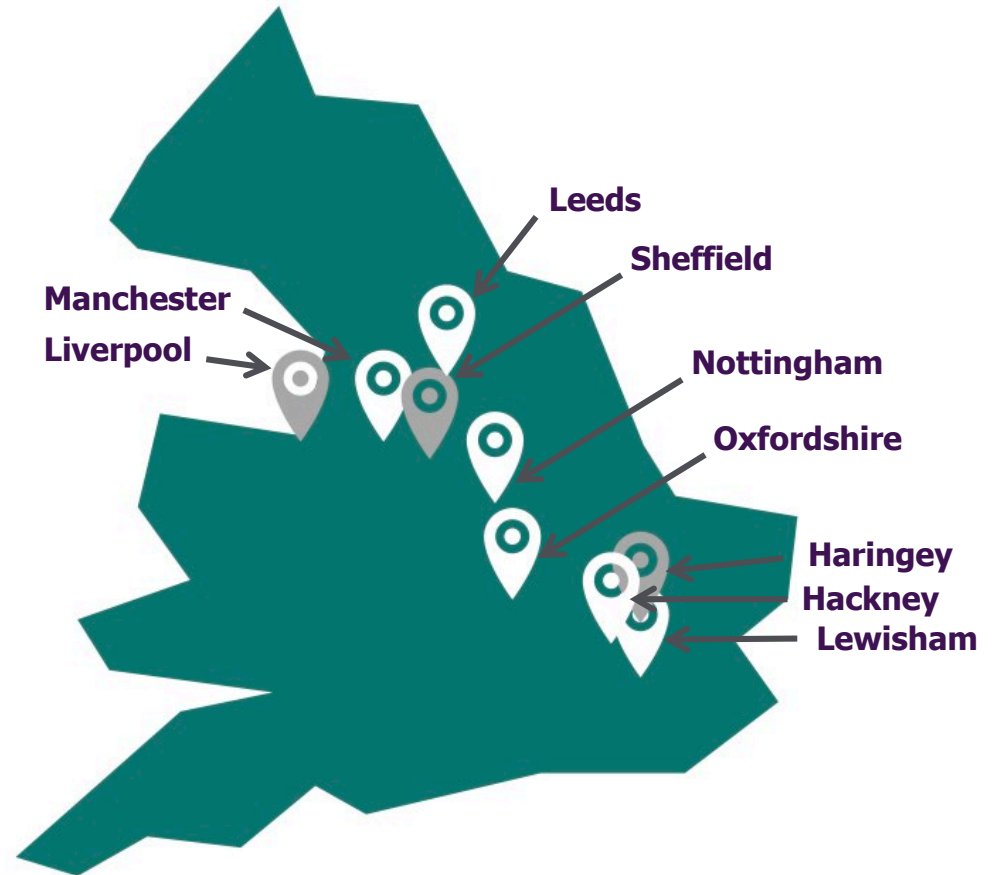 Leeds
Sheffield
Manchester
Liverpool
Nottingham
Oxfordshire
Haringey
Hackney
Lewisham